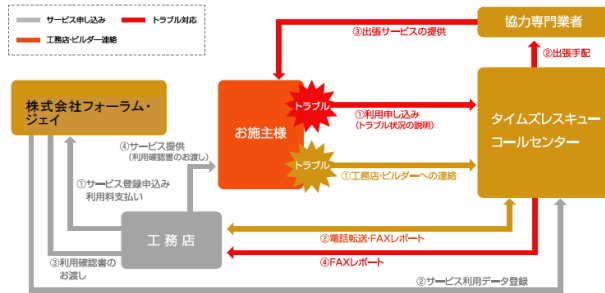 サービス申し込み
トラブル対応
工務店・ビルダー連絡
協力専門業者
③出張サービスの提供
②出張手配
株式会社フォーラム・
ジェイ
お施主様
トラブル
①利用申し込み
(トラブル状況の説明)
タイムズレスキュー
コールセンター
④サービス提供
(利用確認書のお渡し)
トラブル
①工務店・ビルダーへの連絡
①サービス登録申込み
利用料支払い
工務店
②電話転送・FAXレポート
④FAXレポート
③利用確認書の
お渡し
②サービス利用データ登録